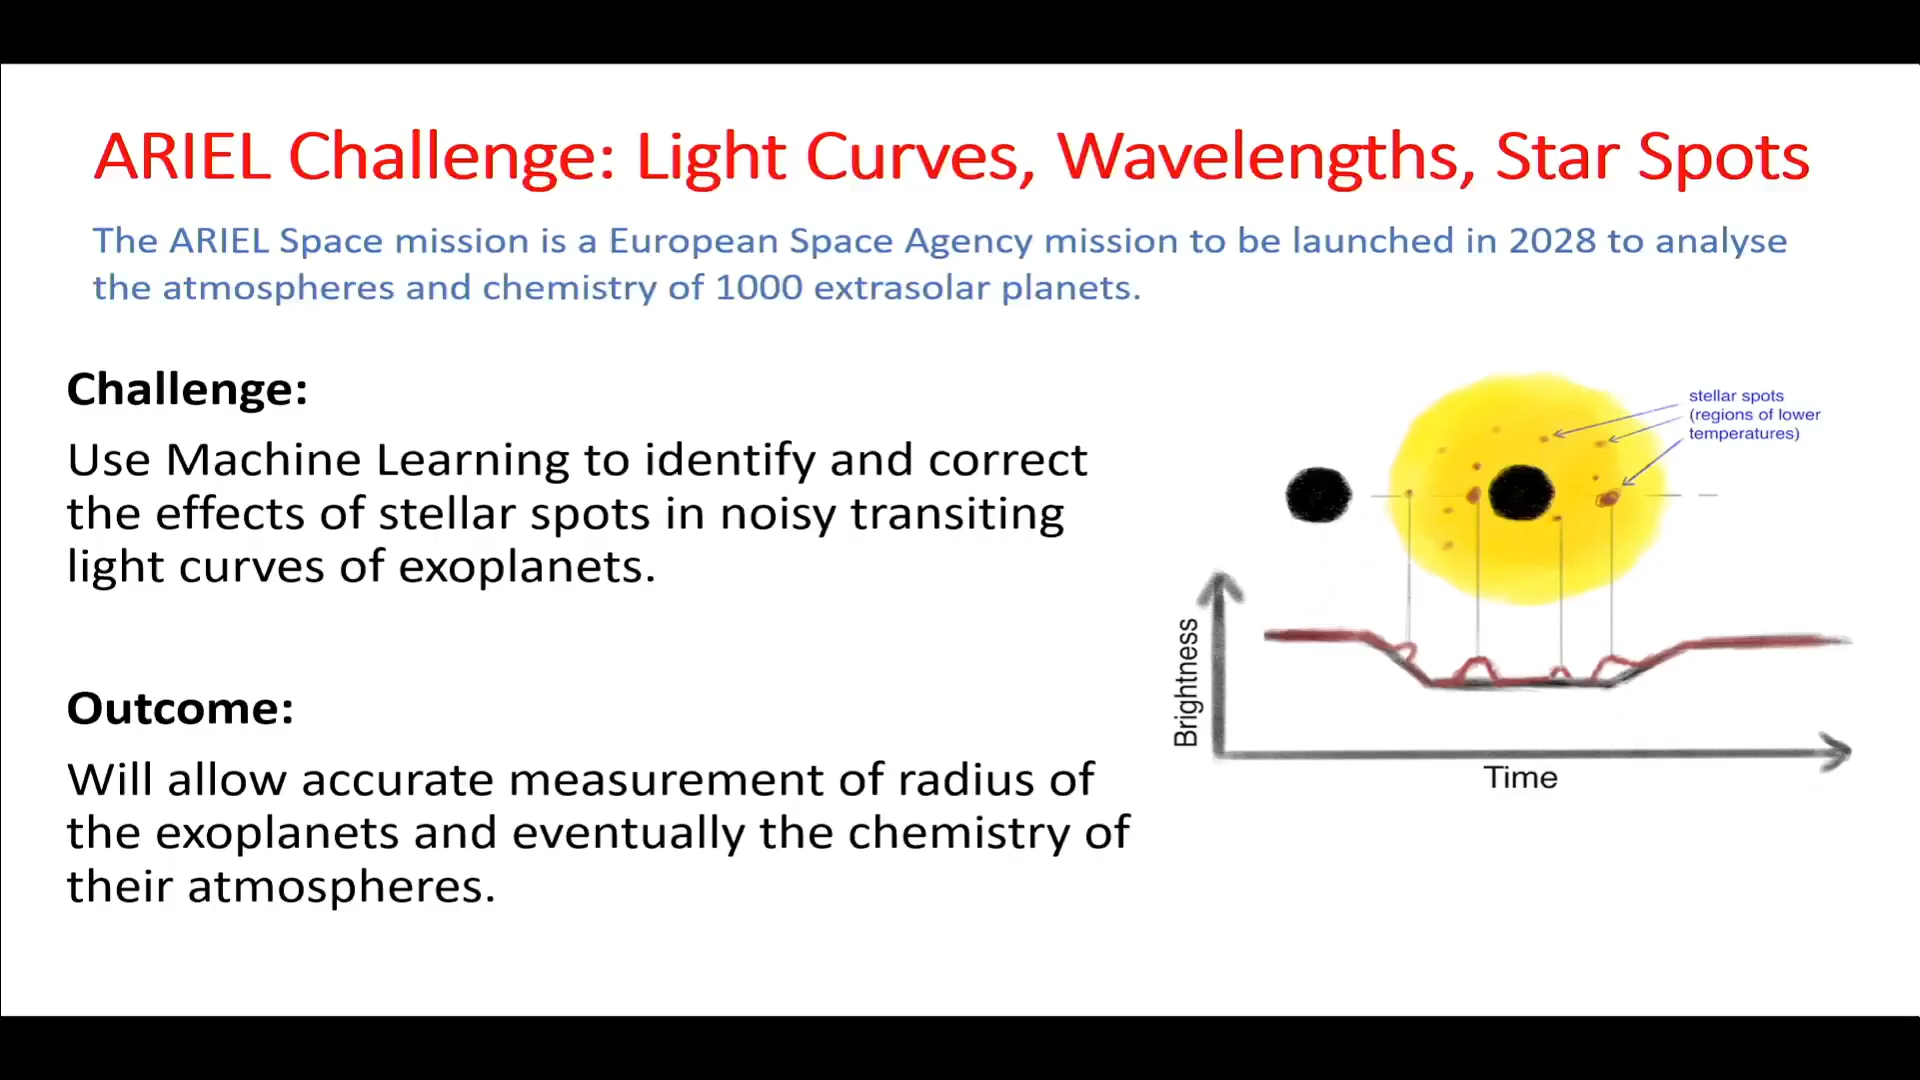 ARIEL Challenge: Light Curves, Wavelengths, Star Spots
The ARIEL Space mission is a European Space Agency mission to be launched in 2028 to analyse
the atmospheres and chemistry of 1000 extrasolar planets.
Challenge:
Use Machine Learning to identify and correct
the effects of stellar spots in noisy transiting
light curves of exoplanets.
Outcome:
Will allow accurate measurement of radius of
the exoplanets and eventually the chemistry of
their atmospheres.
stellar spots
(regions of lower
temperatures)
Brightness
Time